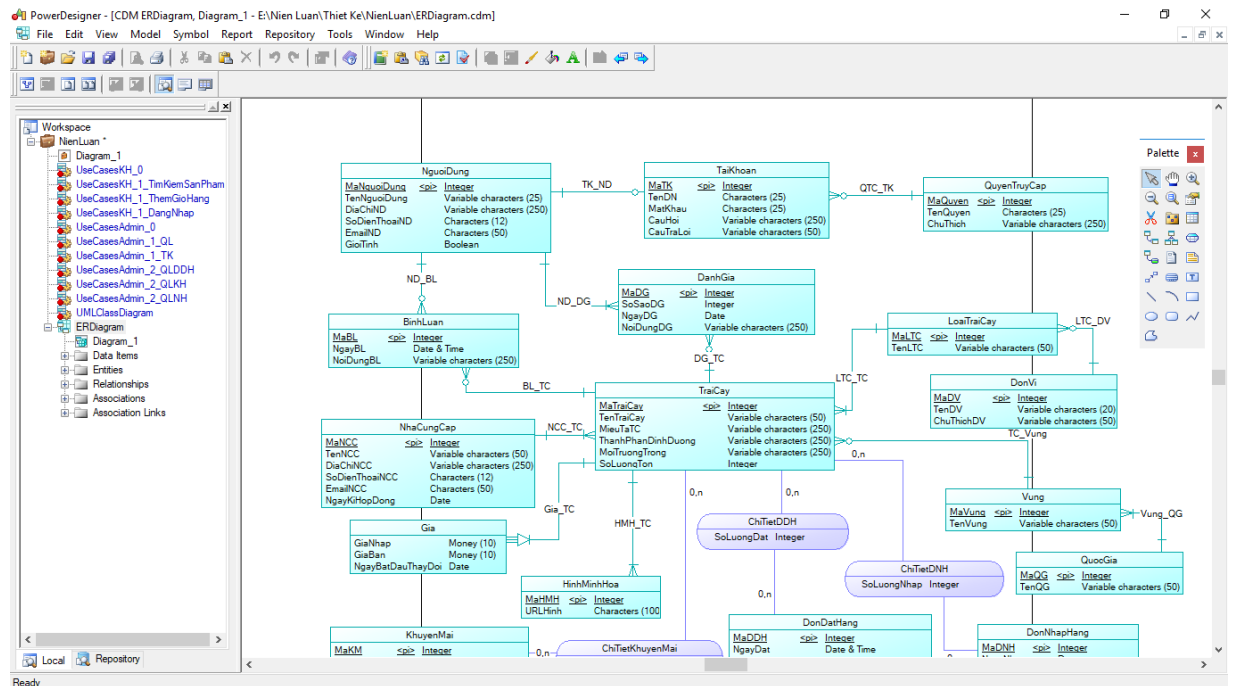 PowerDesigner - [CDM ERDiagram, Diagram_1 - E:\Nien Luan\Thiet Ke\NienLuan\ERDiagram.cdm]
File Edit View Model Symbol Report Repository Tools Window Help
Workspace
NienLuan *
Diagram_1
UseCasesKH_0
UseCasesKH_1_TimKiemSanPham
UseCasesKH_1_ThemGioHang
UseCasesKH_1_DangNhap
UseCasesAdmin_0
UseCasesAdmin_1_QL
UseCasesAdmin_1_TK
UseCasesAdmin_2_QLDDH
UseCasesAdmin_2_QLKH
UseCasesAdmin_2_QLNH
UMLClassDiagram
ERDiagram
Diagram_1
Data Items
Entities
Relationships
Associations
Association Links
Local Repository
Ready
Palette
NguoiDung
MaNguoiDung <pi> Integer
TenNguoiDung Variable characters (25)
DiaChiND Variable characters (250)
SoDienThoaiND Characters (12)
EmailND Characters (50)
GioiTinh Boolean
TK_ND
TaiKhoan
MaTK <pi> Integer
TenDN Characters (25)
MatKhau Characters (25)
CauHoi Variable characters (250)
CauTraLoi Variable characters (50)
QTC_TK
QuyenTruyCap
MaQuyen <pi> Integer
TenQuyen Characters (25)
ChuThich Variable characters (250)
ND_BL
ND_DG
DanhGia
MaDG <pi> Integer
SoSaoDG Integer
NgayDG Date
NoiDungDG Variable characters (250)
DG_TC
BinhLuan
MaBL <pi> Integer
NgayBL Date & Time
NoiDungBL Variable characters (250)
BL_TC
LoaiTraiCay
MaLTC <pi> Integer
TenLTC Variable characters (50)
LTC_DV
LTC_TC
DonVi
MaDV <pi> Integer
TenDV Variable characters (20)
ChuThichDV Variable characters (250)
TC_Vung
TraiCay
MaTraiCay <pi> Integer
TenTraiCay Variable characters (50)
MieuTaTC Variable characters (250)
ThanhPhanDinhDuong Variable characters (250)
MoiTruongTrong Variable characters (250)
SoLuongTon Integer
NhaCungCap
MaNCC <pi> Integer
TenNCC Variable characters (50)
DiaChiNCC Variable characters (250)
SoDienThoaiNCC Characters (12)
EmailNCC Characters (50)
NgayKiHopDong Date
NCC_TC
Gia_TC
Gia
GiaNhap Money (10)
GiaBan Money (10)
NgayBatDauThayDoi Date
HMH_TC
HinhMinhHoa
MaHMH <pi> Integer
URLHinh Characters (100
0,n
0,n
0,n
ChiTietDDH
SoLuongDat Integer
0,n
ChiTietDNH
SoLuongNhap Integer
Vung
MaVung <pi> Integer
TenVung Variable characters (50)
Vung_QG
QuocGia
MaQG <pi> Integer
TenQG Variable characters (50)
KhuyenMai
MaKM <pi> Integer
0,n
ChiTietKhuyenMai
DonDatHang
MaDDH <pi> Integer
NgayDat Date & Time
DonNhapHang
MaDNH <pi> Integer